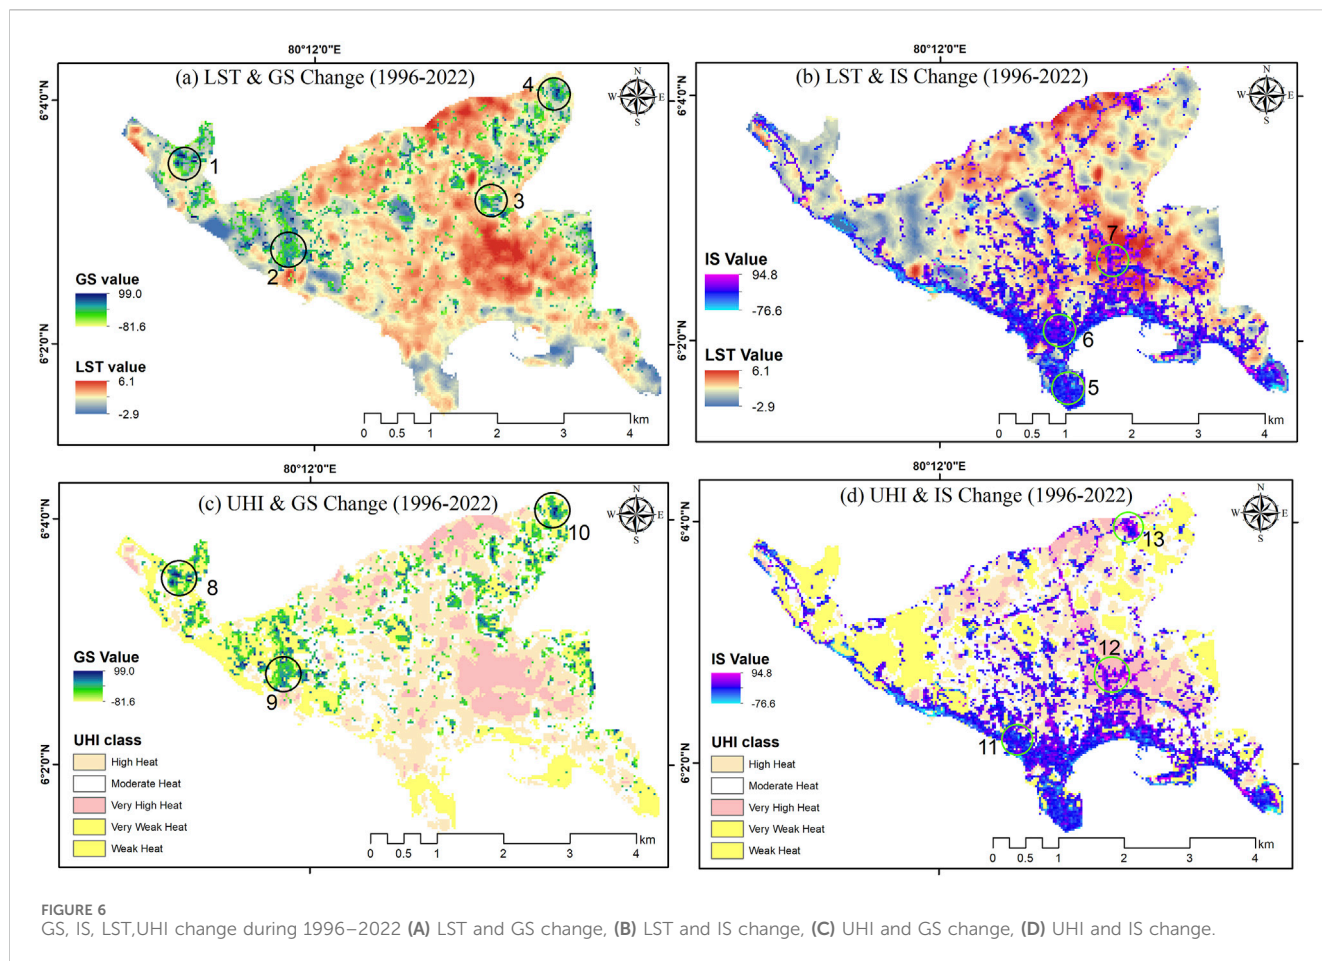 80°12'0"E
80°12'0"E
(a) LST & GS Change (1996-2022)
(b) LST & IS Change (1996-2022)
N
W E
S
N
W E
S
6°4'0"N
6°2'0"N
6°4'0"N
6°2'0"N
1
2
3
4
5
6
7
GS value
99.0
-81.6
LST value
6.1
-2.9
0 0.5 1 2 3 4
km
IS Value
94.8
-76.6
LST Value
6.1
-2.9
0 0.5 1 2 3 4
km
80°12'0"E
80°12'0"E
(c) UHI & GS Change (1996-2022)
(d) UHI & IS Change (1996-2022)
N
W E
S
N
W E
S
6°4'0"N
6°2'0"N
6°4'0"N
6°2'0"N
8
9
10
11
12
13
GS Value
99.0
-81.6
UHI class
High Heat
Moderate Heat
Very High Heat
Very Weak Heat
Weak Heat
0 0.5 1 2 3 4
km
IS Value
94.8
-76.6
UHI class
High Heat
Moderate Heat
Very High Heat
Very Weak Heat
Weak Heat
0 0.5 1 2 3 4
km
FIGURE 6
GS, IS, LST,UHI change during 1996–2022 (A) LST and GS change, (B) LST and IS change, (C) UHI and GS change, (D) UHI and IS change.